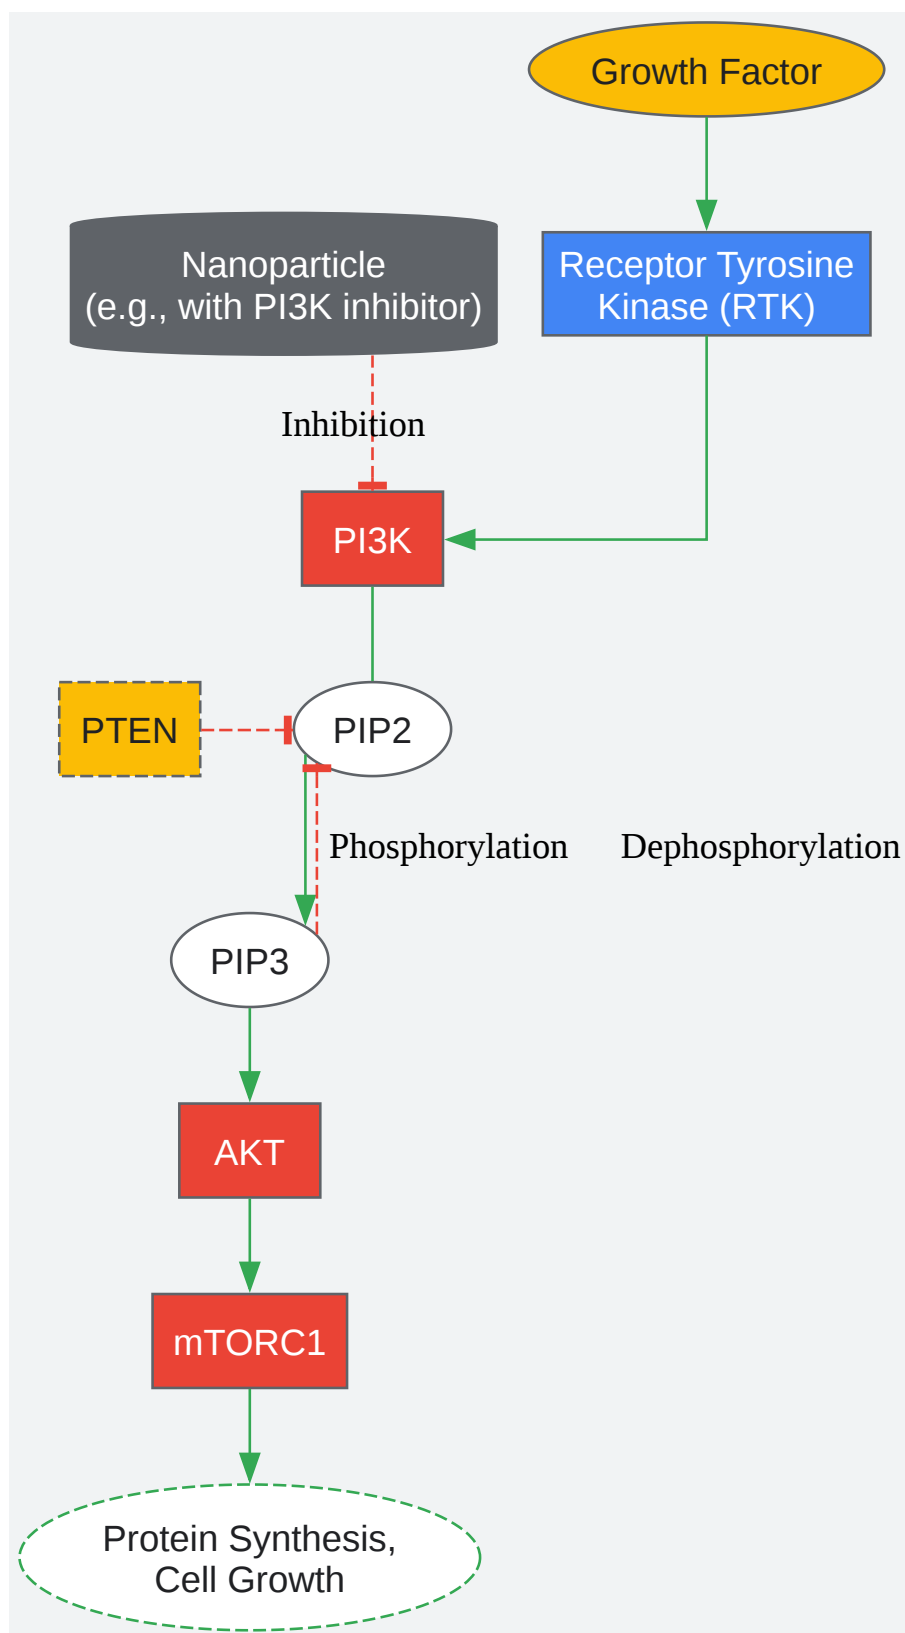 Growth Factor
Nanoparticle
(e.g., with PI3K inhibitor)
Receptor Tyrosine
Kinase (RTK)
Inhibition
PI3K
PTEN
PIP2
Phosphorylation
Dephosphorylation
PIP3
AKT
mTORC1
Protein Synthesis,
Cell Growth